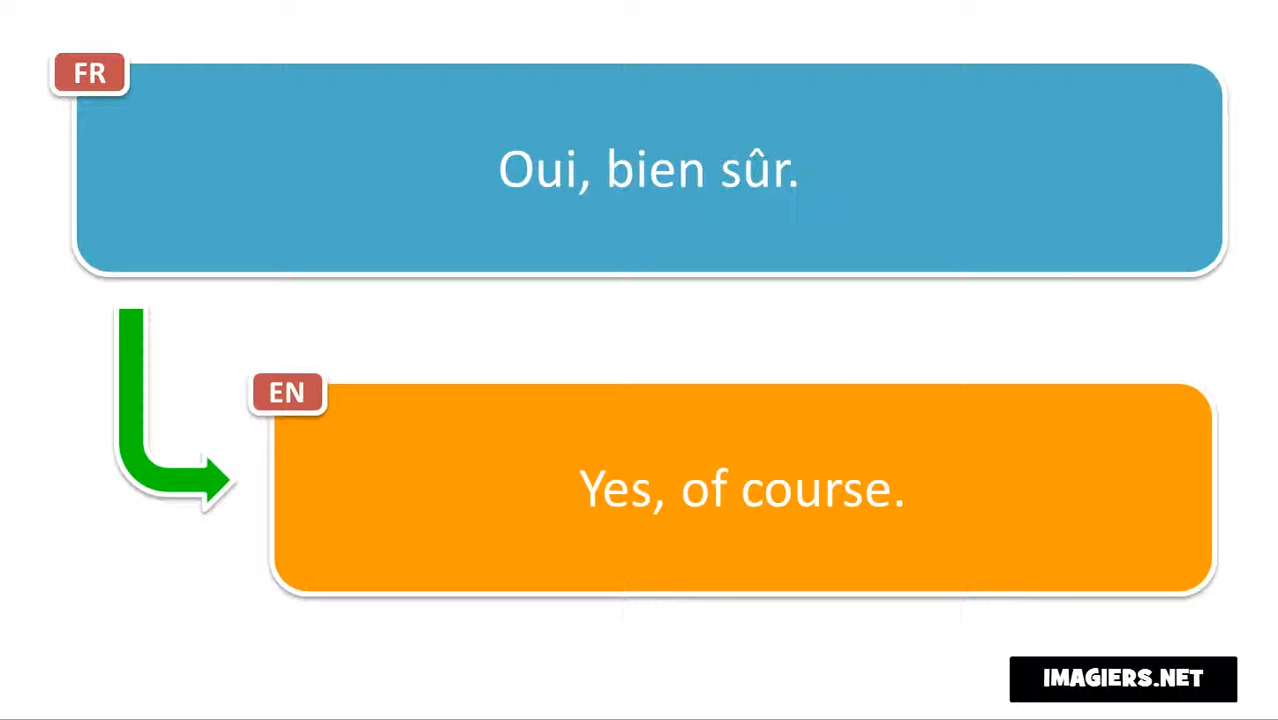 FR
Oui, bien sûr.
EN
Yes, of course.
IMAGIERS.NET